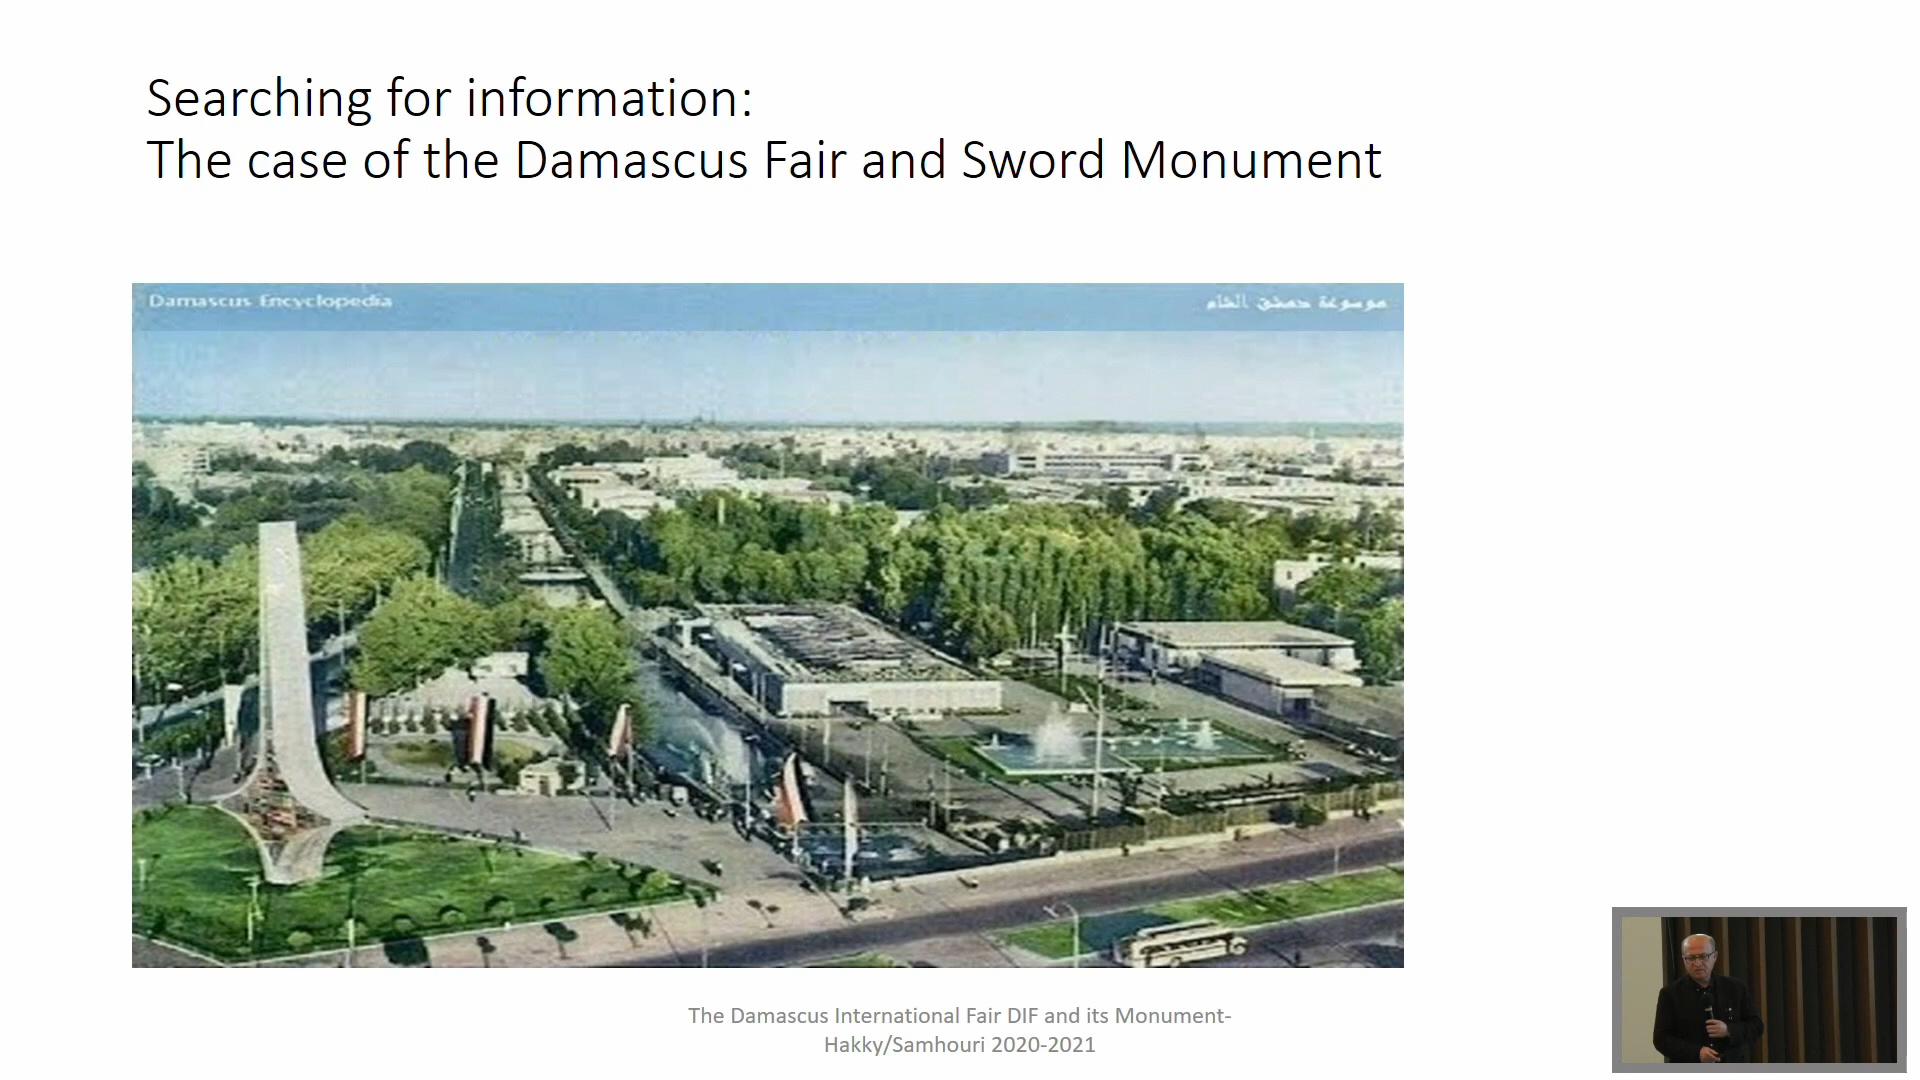 Searching for information:
The case of the Damascus Fair and Sword Monument
Damascus Encyclopedia
موسوعة دمشق الشام
The Damascus International Fair DIF and its Monument-
Hakky/Samhouri 2020-2021